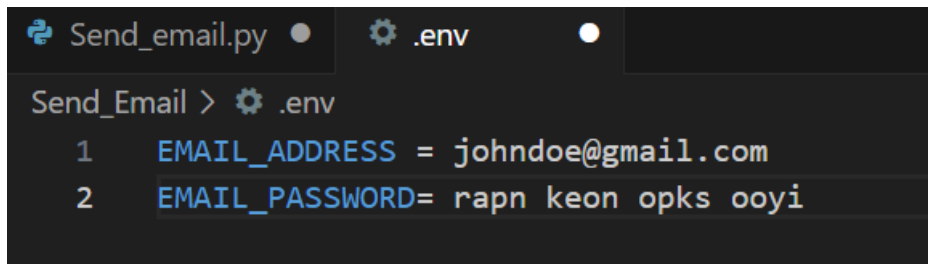 Send_email.py .env
Send_Email > .env
1 EMAIL_ADDRESS = johndoe@gmail.com
2 EMAIL_PASSWORD= rapn keon opks ooyi